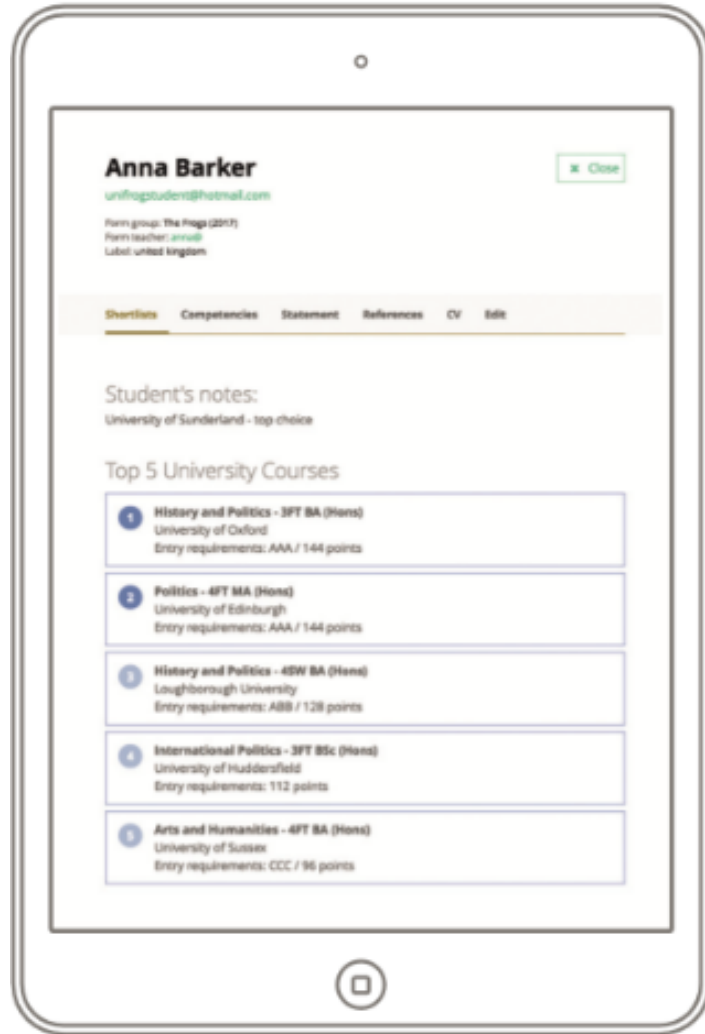 Anna Barker
× Close
unifrogstudent@hotmail.com
Form group: The Frogs (2017)
Form teacher: anna@
Label: united kingdom
Shortlists Competencies Statement References CV Edit
Student's notes:
University of Sunderland - top choice
Top 5 University Courses
1 History and Politics - 3FT BA (Hons)
University of Oxford
Entry requirements: AAA / 144 points
2 Politics - 4FT MA (Hons)
University of Edinburgh
Entry requirements: AAA / 144 points
3 History and Politics - 4SW BA (Hons)
Loughborough University
Entry requirements: ABB / 128 points
4 International Politics - 3FT BSc (Hons)
University of Huddersfield
Entry requirements: 112 points
5 Arts and Humanities - 4FT BA (Hons)
University of Sussex
Entry requirements: CCC / 96 points